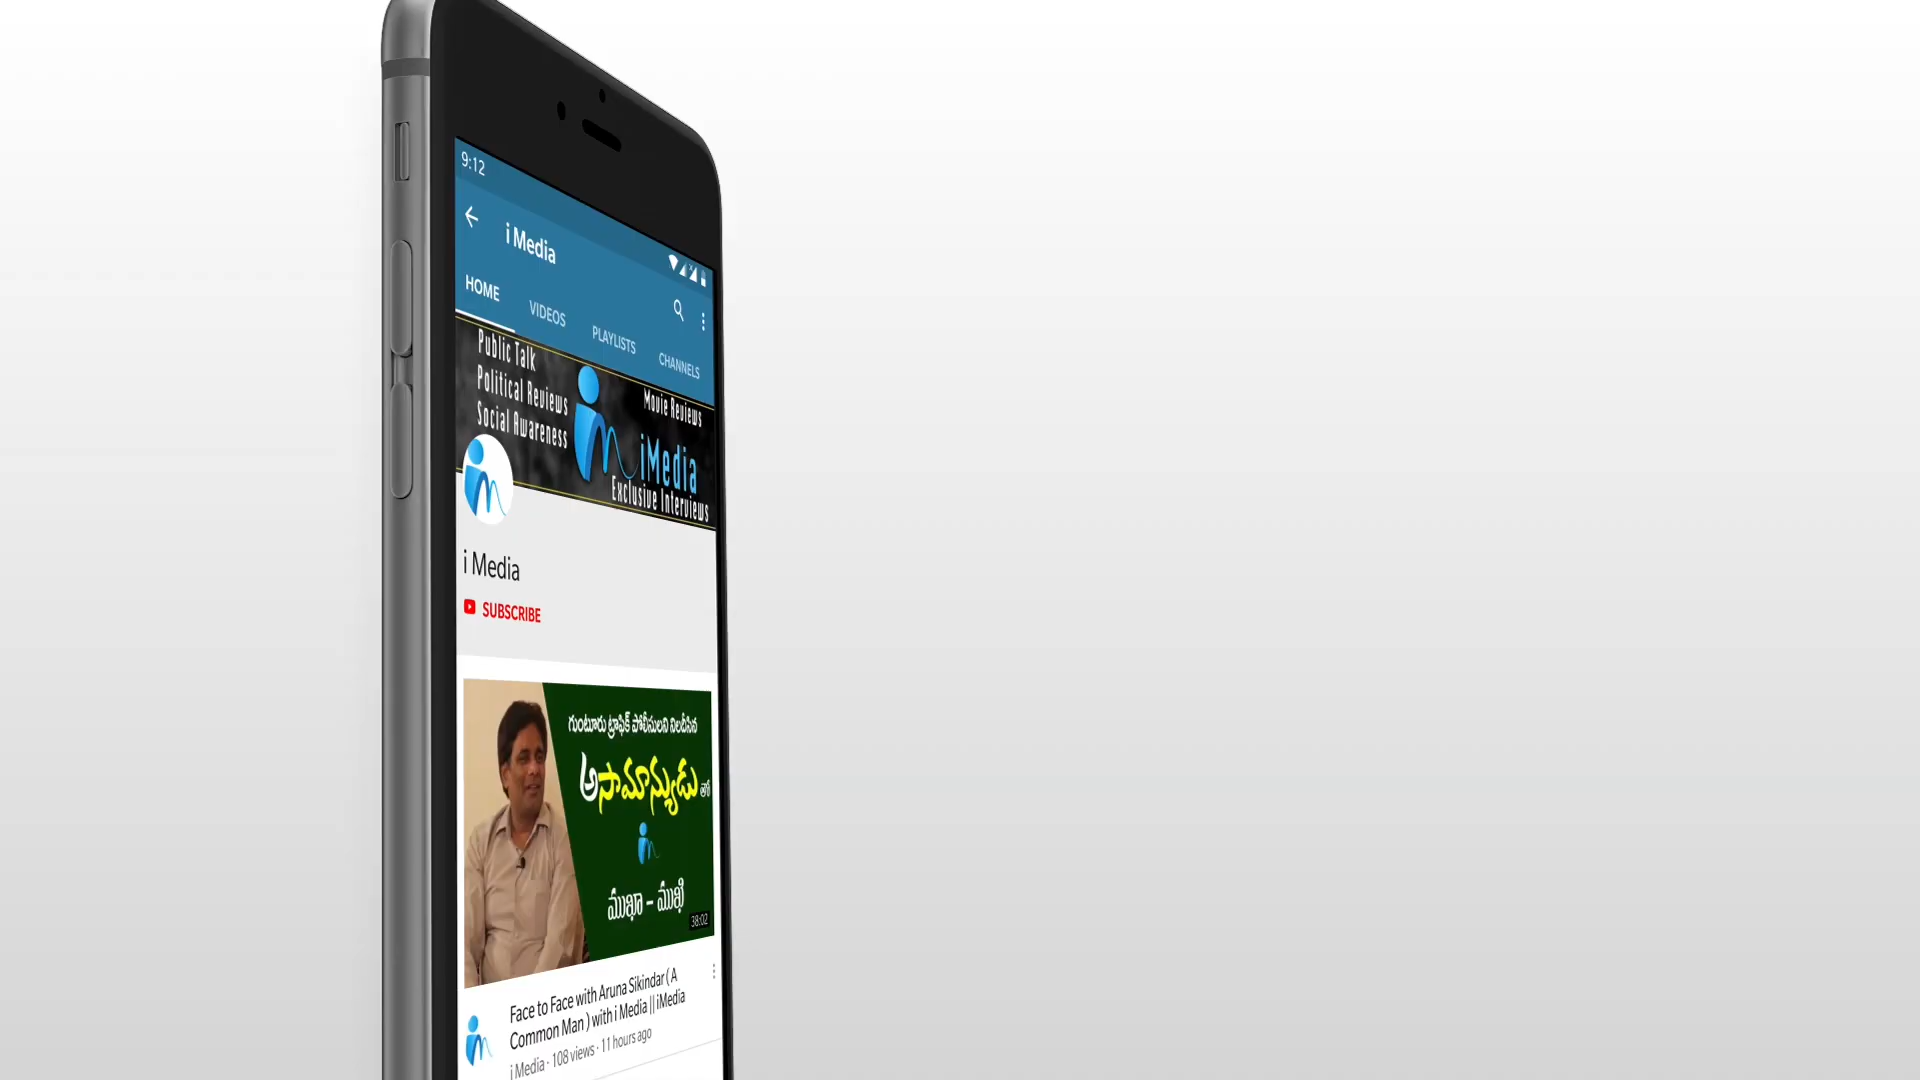 9:12
i Media
HOME
VIDEOS
PLAYLISTS
CHANNELS
Public Talk
Political Reviews
Social Awareness
Movie Reviews
iMedia
Exclusive Interviews
i Media
SUBSCRIBE
గుంటూరు ట్రాఫిక్ పోలీసులని నిలదీసిన
అసామాన్యుడు తో
ముఖా - ముఖి
38:02
Face to Face with Aruna Sikindar ( A
Common Man ) with i Media || iMedia
i Media · 108 views · 11 hours ago